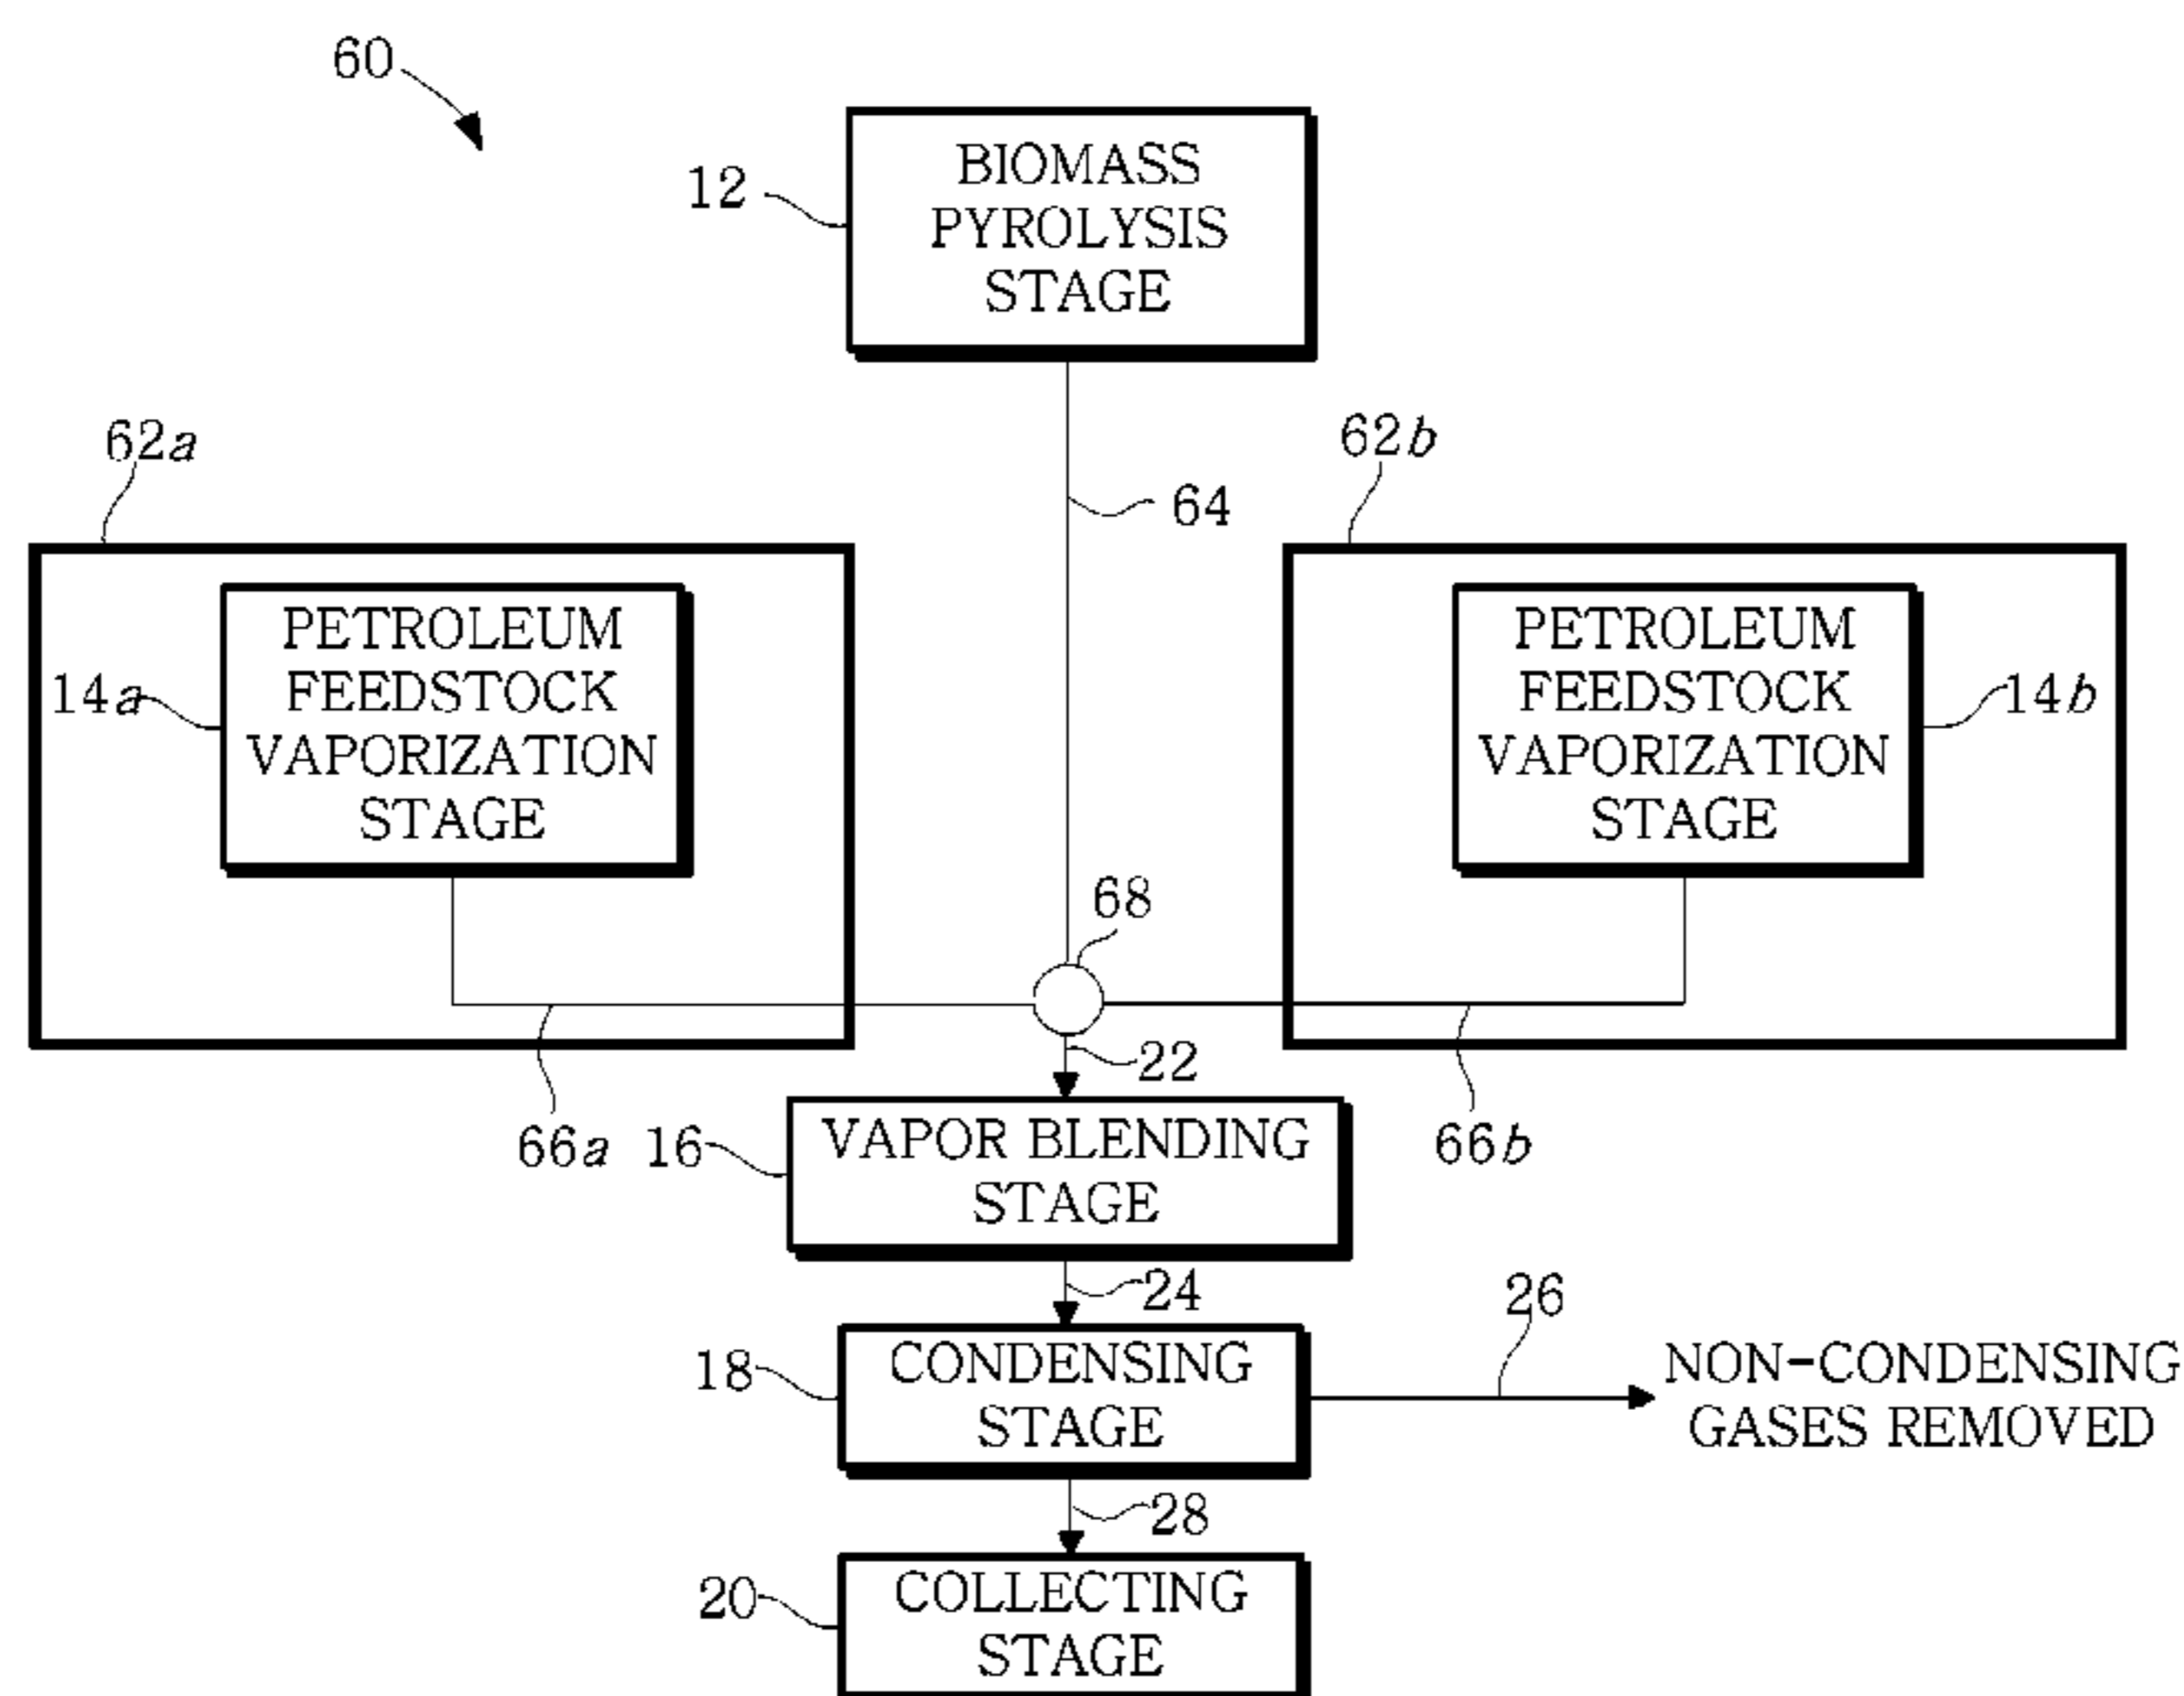 60
12
BIOMASS
PYROLYSIS
STAGE
64
62a
62b
14a
PETROLEUM
FEEDSTOCK
VAPORIZATION
STAGE
PETROLEUM
FEEDSTOCK
VAPORIZATION
STAGE
14b
68
22
66a
66b
16
VAPOR BLENDING
STAGE
24
18
CONDENSING
STAGE
26
NON-CONDENSING
GASES REMOVED
28
20
COLLECTING
STAGE